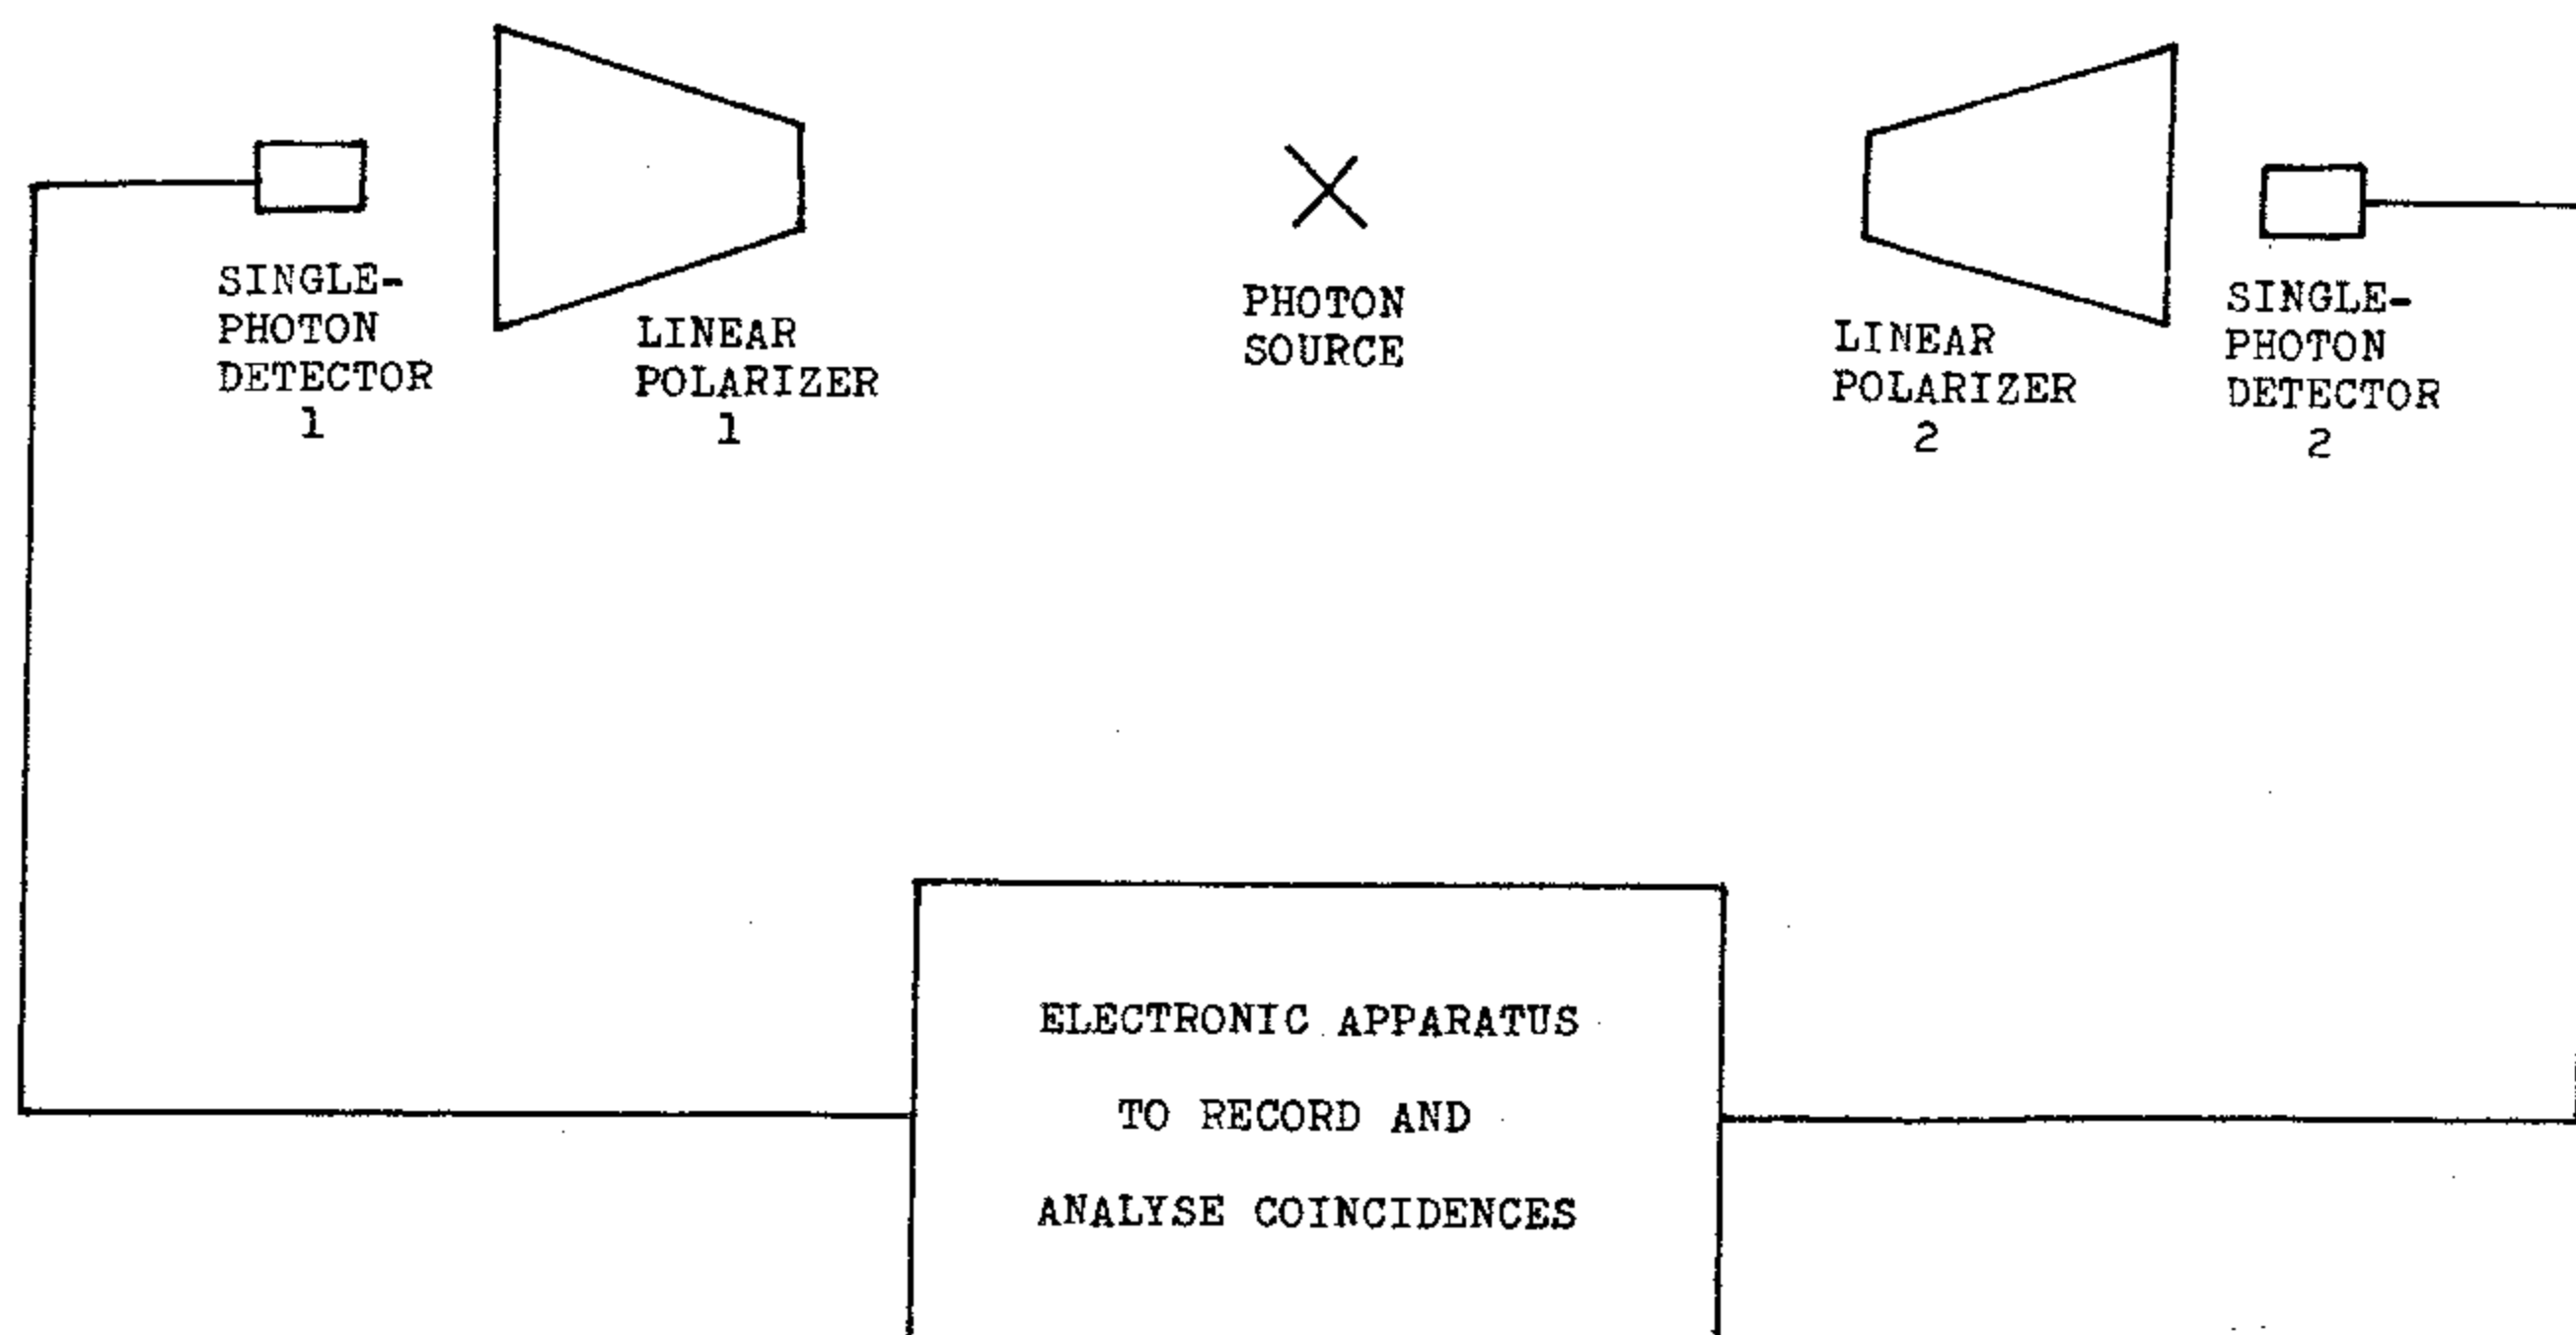 SINGLE-
PHOTON
DETECTOR
1
LINEAR
POLARIZER
1
PHOTON
SOURCE
LINEAR
POLARIZER
2
SINGLE-
PHOTON
DETECTOR
2
ELECTRONIC APPARATUS
TO RECORD AND
ANALYSE COINCIDENCES